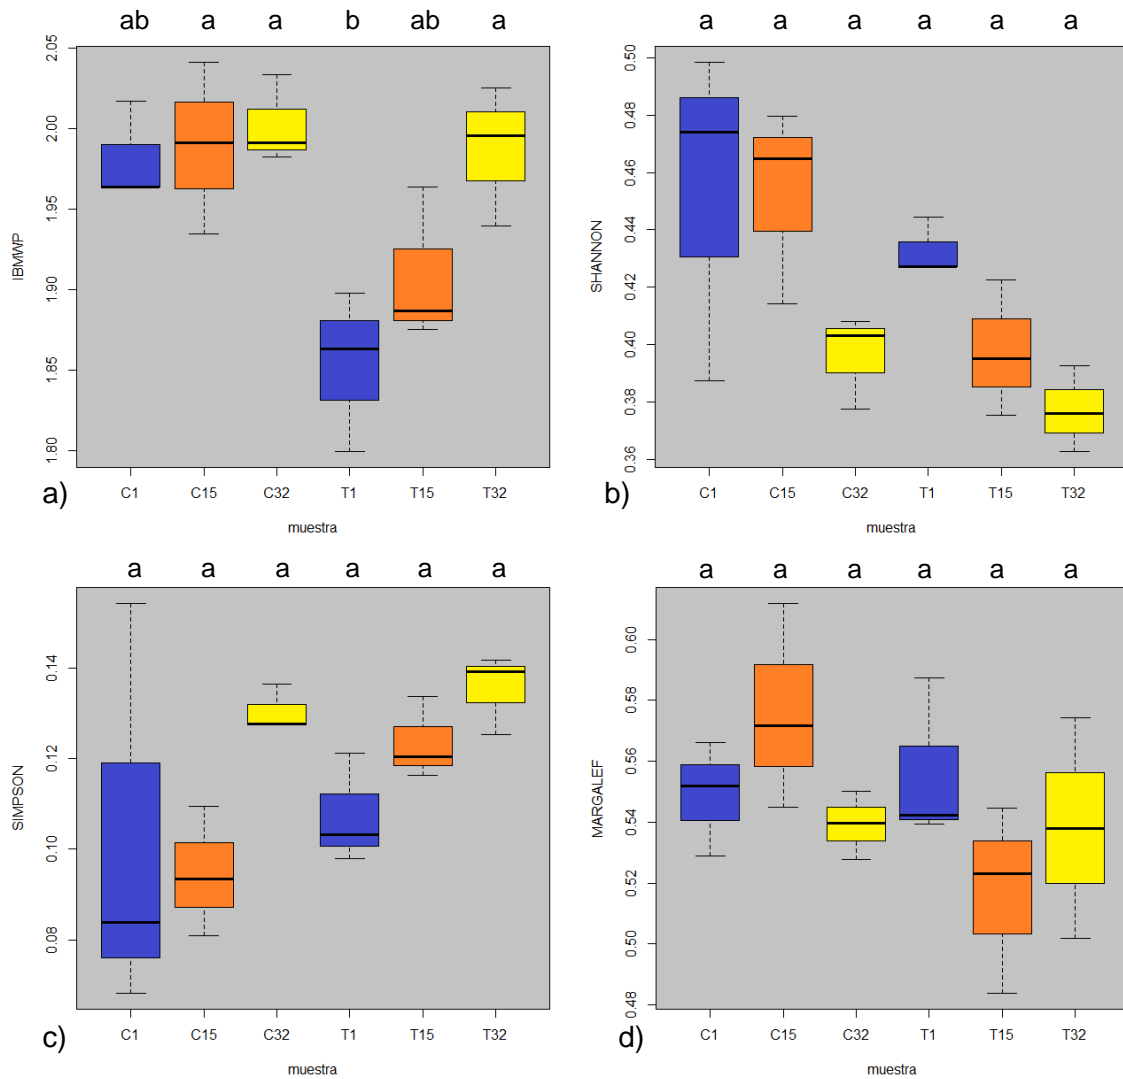 ab a a b ab a
IBMWP
2.05
2.00
1.95
1.90
1.85
1.80
C1 C15 C32 T1 T15 T32
muestra
a)
a a a a a a
SHANNON
0.50
0.48
0.46
0.44
0.42
0.40
0.38
0.36
C1 C15 C32 T1 T15 T32
muestra
b)
a a a a a a
SIMPSON
0.14
0.12
0.10
0.08
C1 C15 C32 T1 T15 T32
muestra
c)
a a a a a a
MARGALEF
0.60
0.58
0.56
0.54
0.52
0.50
0.48
C1 C15 C32 T1 T15 T32
muestra
d)